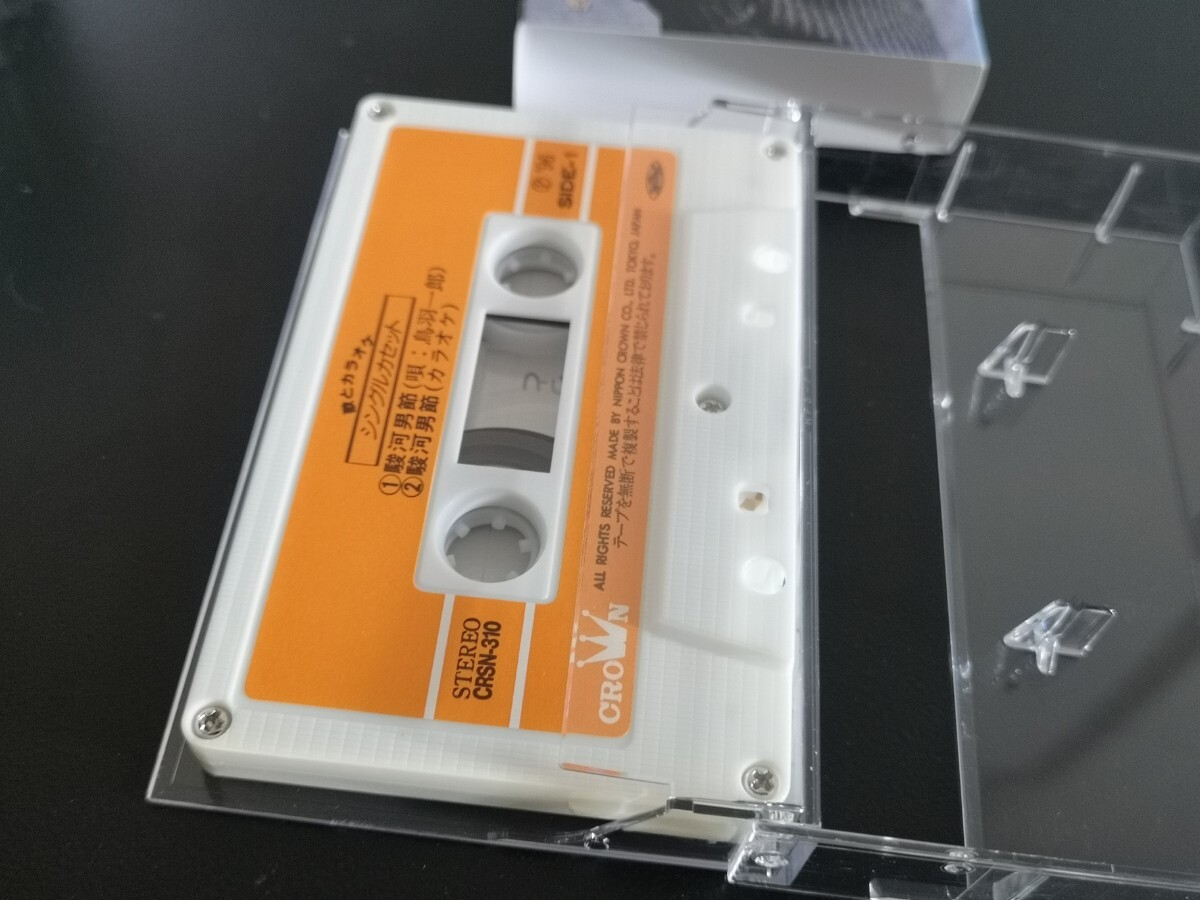 歌とカラオケ
シングルカセット
①駿河男節(唄:鳥羽一郎)
②駿河男節(カラオケ)
℗'96
SIDE-1
STEREO
CRSN-310
CROWN
ALL RIGHTS RESERVED MADE BY NIPPON CROWN CO., LTD. TOKYO, JAPAN
テープを無断で複製することは法律で禁じられております。